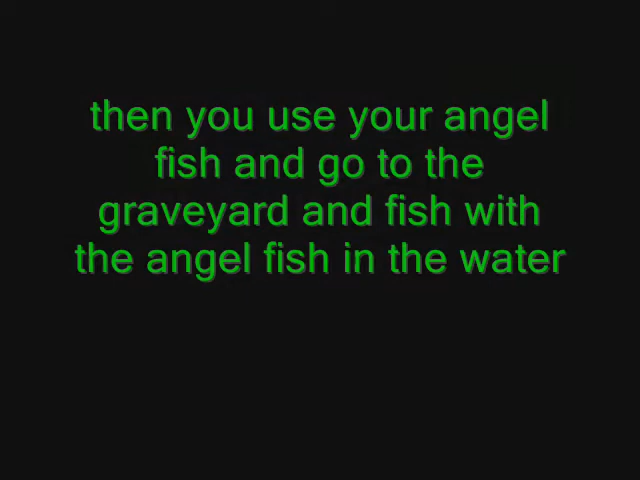 then you use your angel
fish and go to the
graveyard and fish with
the angel fish in the water